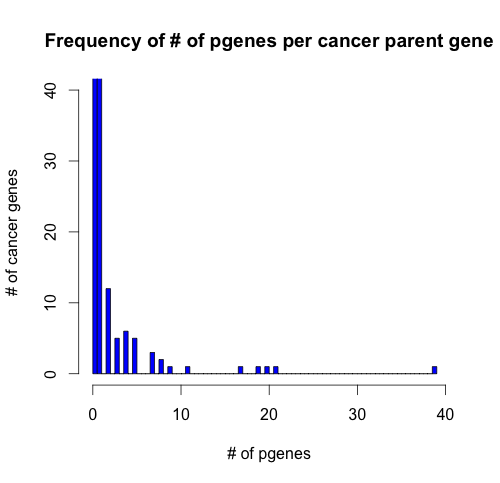 Frequency of # of pgenes per cancer parent gene
# of cancer genes
40
30
20
10
0
0 10 20 30 40
# of pgenes